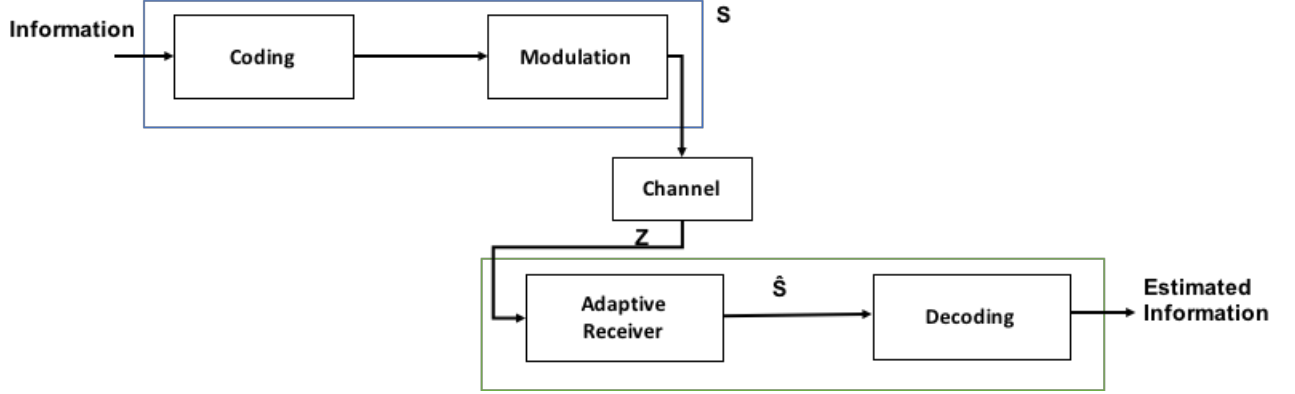 Information
S
Coding
Modulation
Channel
Z
Adaptive
Receiver
Ŝ
Decoding
Estimated
Information